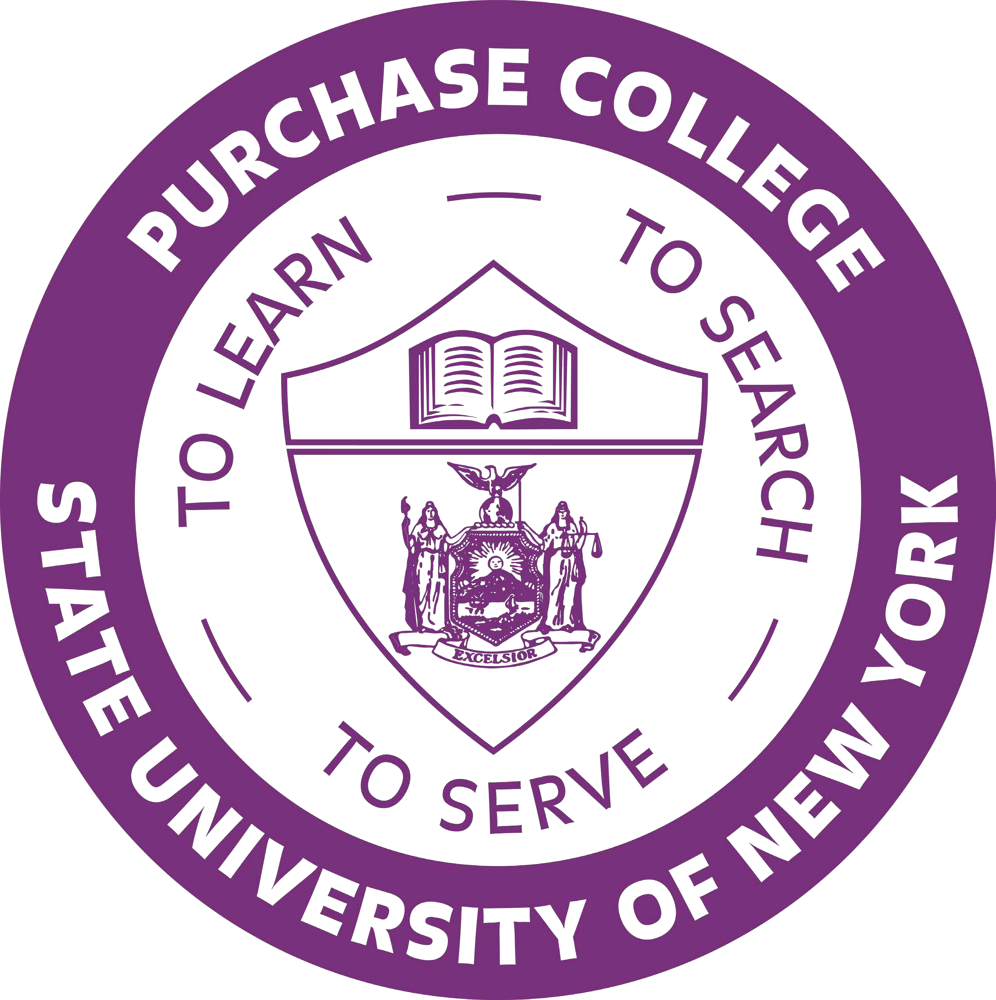 PURCHASE COLLEGE
STATE UNIVERSITY OF NEW YORK
TO LEARN
TO SEARCH
TO SERVE
EXCELSIOR